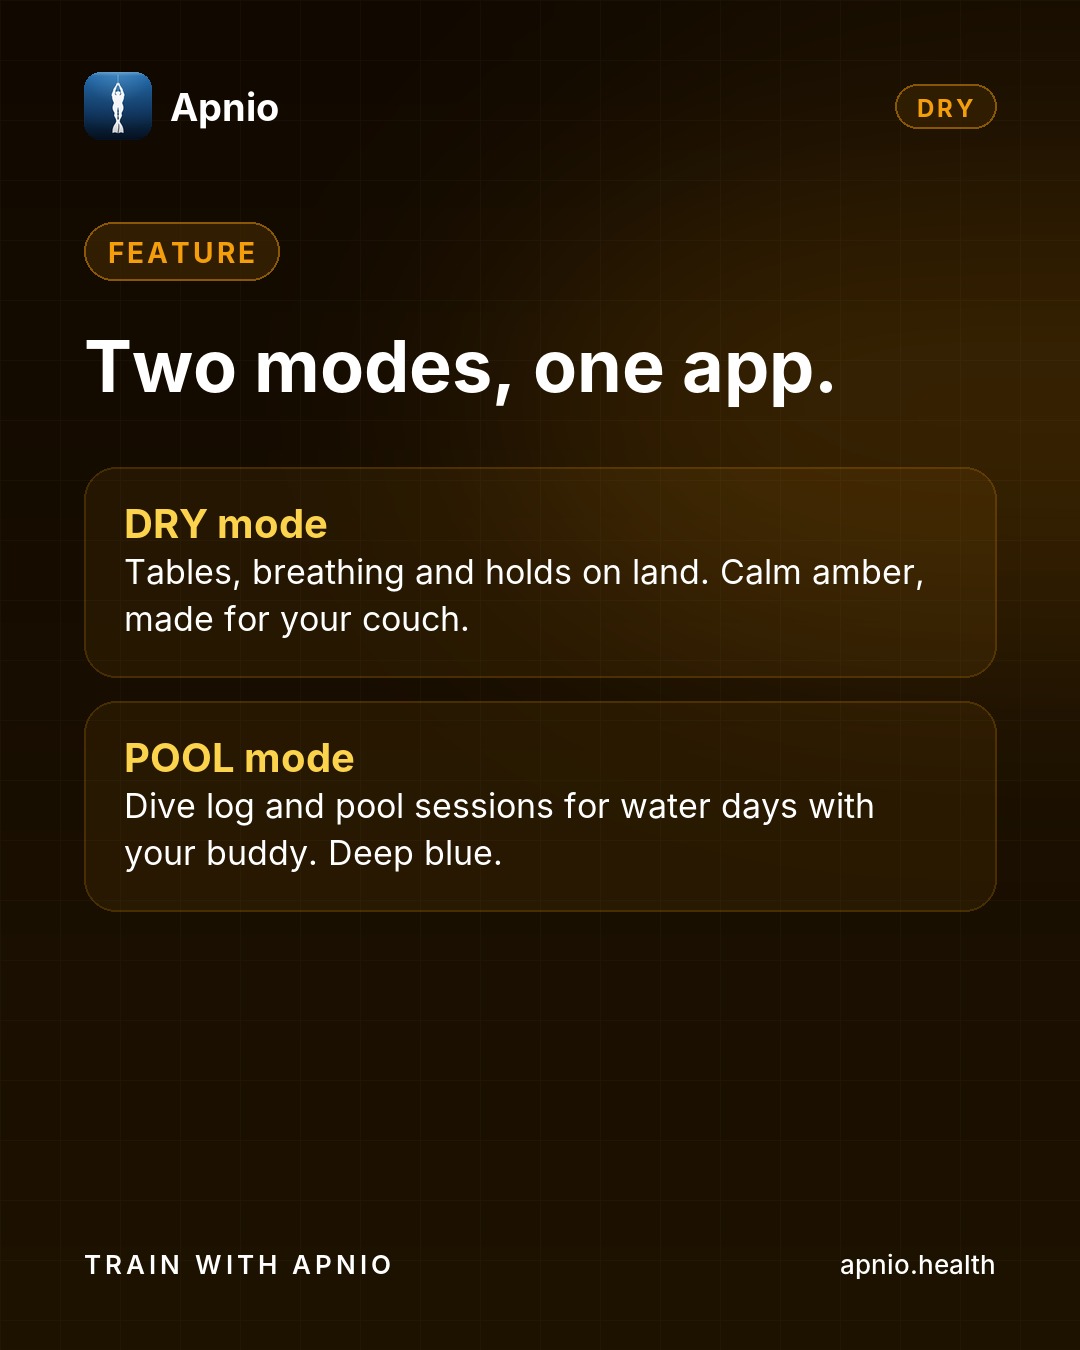 Apnio
DRY
FEATURE
Two modes, one app.
DRY mode
Tables, breathing and holds on land. Calm amber,
made for your couch.
POOL mode
Dive log and pool sessions for water days with
your buddy. Deep blue.
TRAIN WITH APNIO
apnio.health